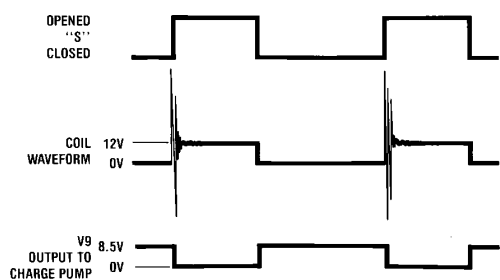 OPENED
“S”
CLOSED
COIL 12V
WAVEFORM 0V
V9 8.5V
OUTPUT TO
CHARGE PUMP 0V